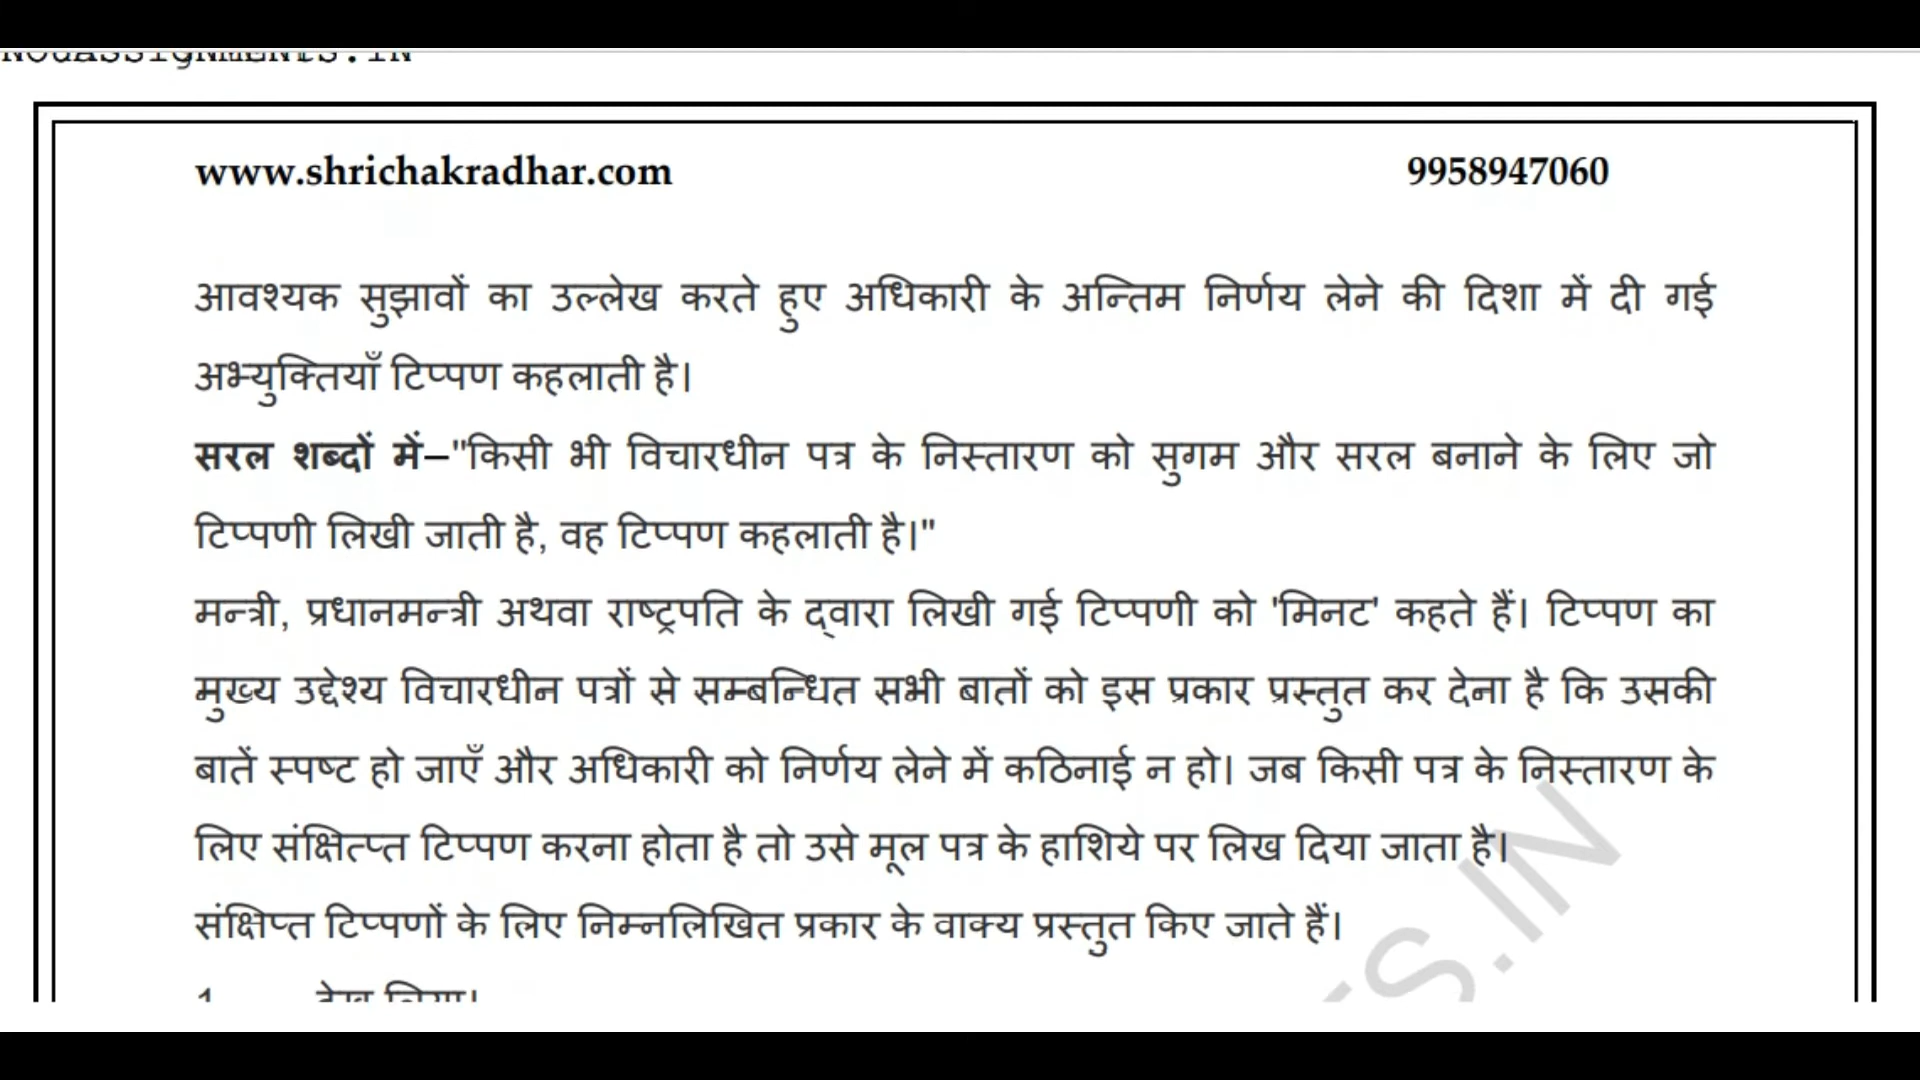 www.shrichakradhar.com 9958947060
आवश्यक सुझावों का उल्लेख करते हुए अधिकारी के अन्तिम निर्णय लेने की दिशा में दी गई
अभ्युक्तियाँ टिप्पण कहलाती है।
सरल शब्दों में–"किसी भी विचारधीन पत्र के निस्तारण को सुगम और सरल बनाने के लिए जो
टिप्पणी लिखी जाती है, वह टिप्पण कहलाती है।"
मन्त्री, प्रधानमन्त्री अथवा राष्ट्रपति के द्वारा लिखी गई टिप्पणी को 'मिनट' कहते हैं। टिप्पण का
मुख्य उद्देश्य विचारधीन पत्रों से सम्बन्धित सभी बातों को इस प्रकार प्रस्तुत कर देना है कि उसकी
बातें स्पष्ट हो जाएँ और अधिकारी को निर्णय लेने में कठिनाई न हो। जब किसी पत्र के निस्तारण के
लिए संक्षित्प्त टिप्पण करना होता है तो उसे मूल पत्र के हाशिये पर लिख दिया जाता है।
संक्षिप्त टिप्पणों के लिए निम्नलिखित प्रकार के वाक्य प्रस्तुत किए जाते हैं।
1 देख लिया।
S.IN